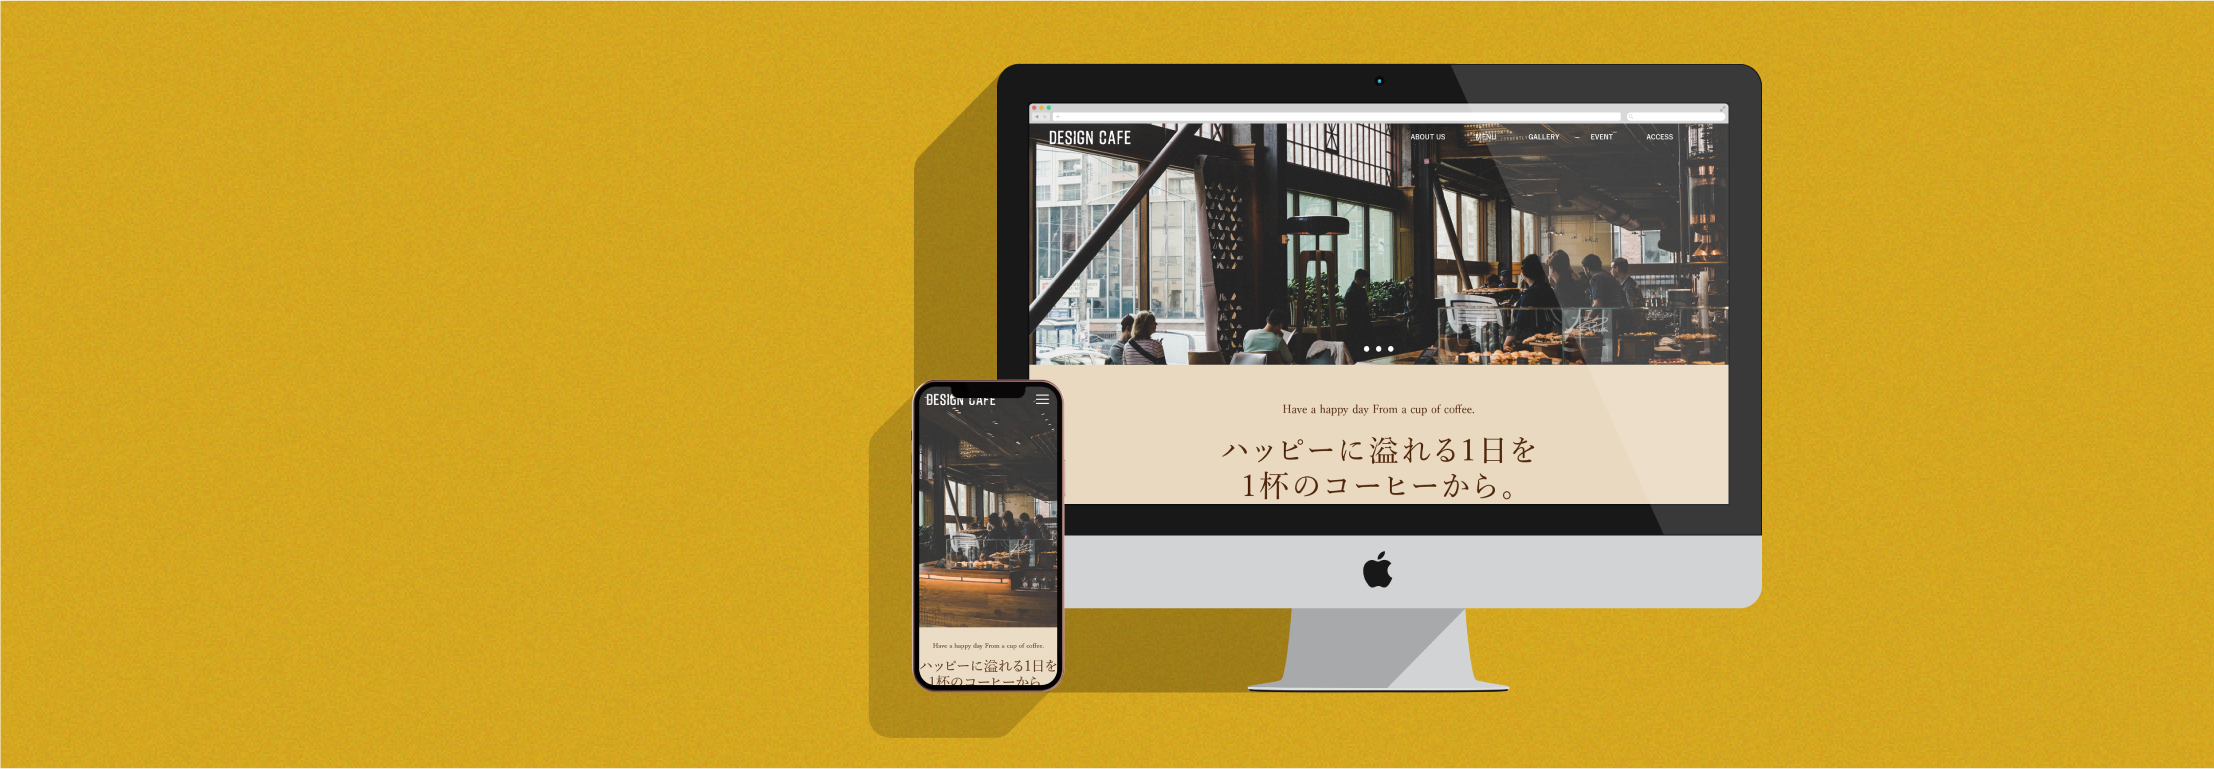 DESIGN CAFE
ABOUT US MENU GALLERY EVENT ACCESS
Have a happy day From a cup of coffee.
ハッピーに溢れる1日を
1杯のコーヒーから。
DESIGN CAFE
Have a happy day From a cup of coffee.
ハッピーに溢れる1日を
1杯のコーヒーから